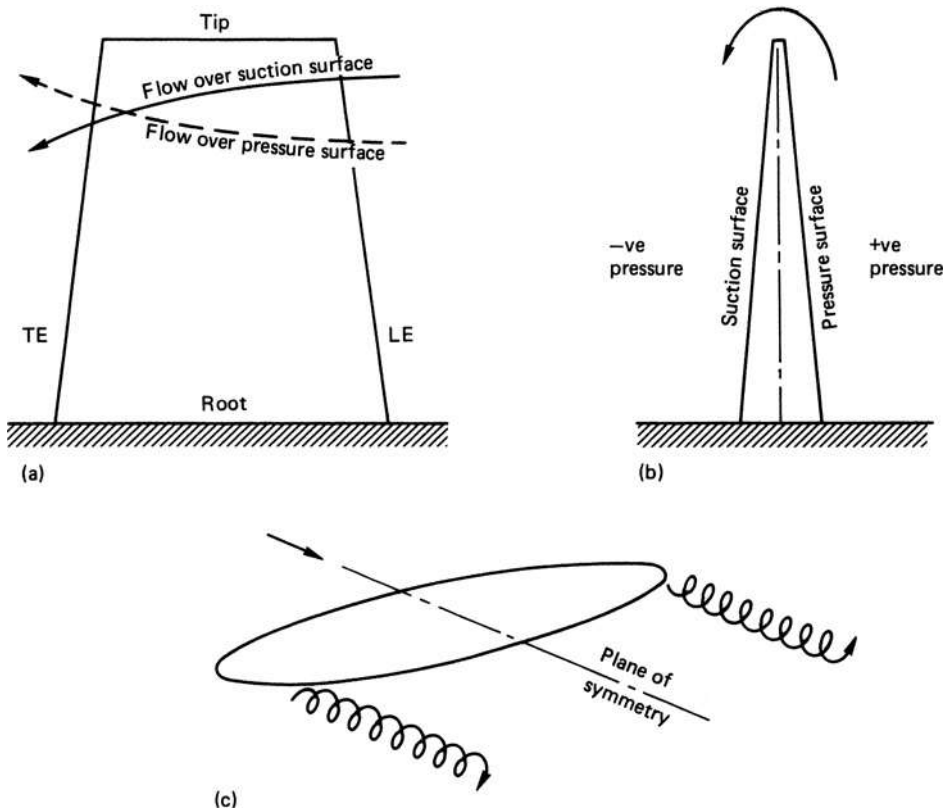 Tip
Flow over suction surface
Flow over pressure surface
TE
LE
Root
(a)
−ve
pressure
Suction surface
Pressure surface
+ve
pressure
(b)
Plane of
symmetry
(c)